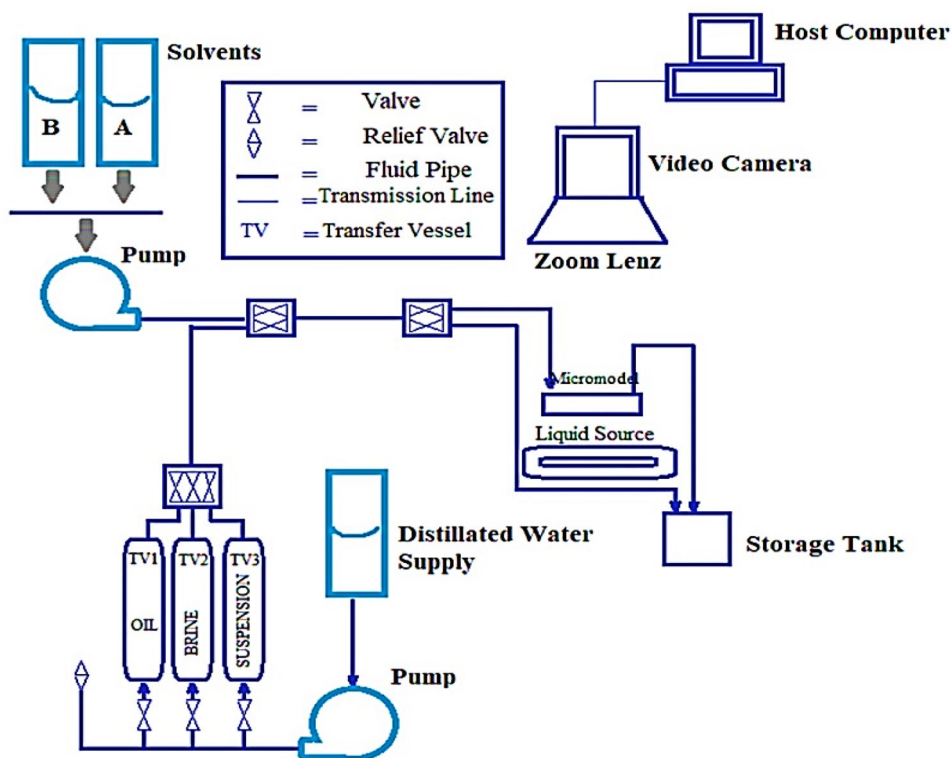 Solvents
B
A
Host Computer
= Valve
= Relief Valve
= Fluid Pipe
=Transmission Line
TV =Transfer Vessel
Video Camera
Zoom Lenz
Pump
Micromodel
Liquid Source
Distillated Water
Supply
Storage Tank
TV1
OIL
TV2
BRINE
TV3
SUSPENSION
Pump